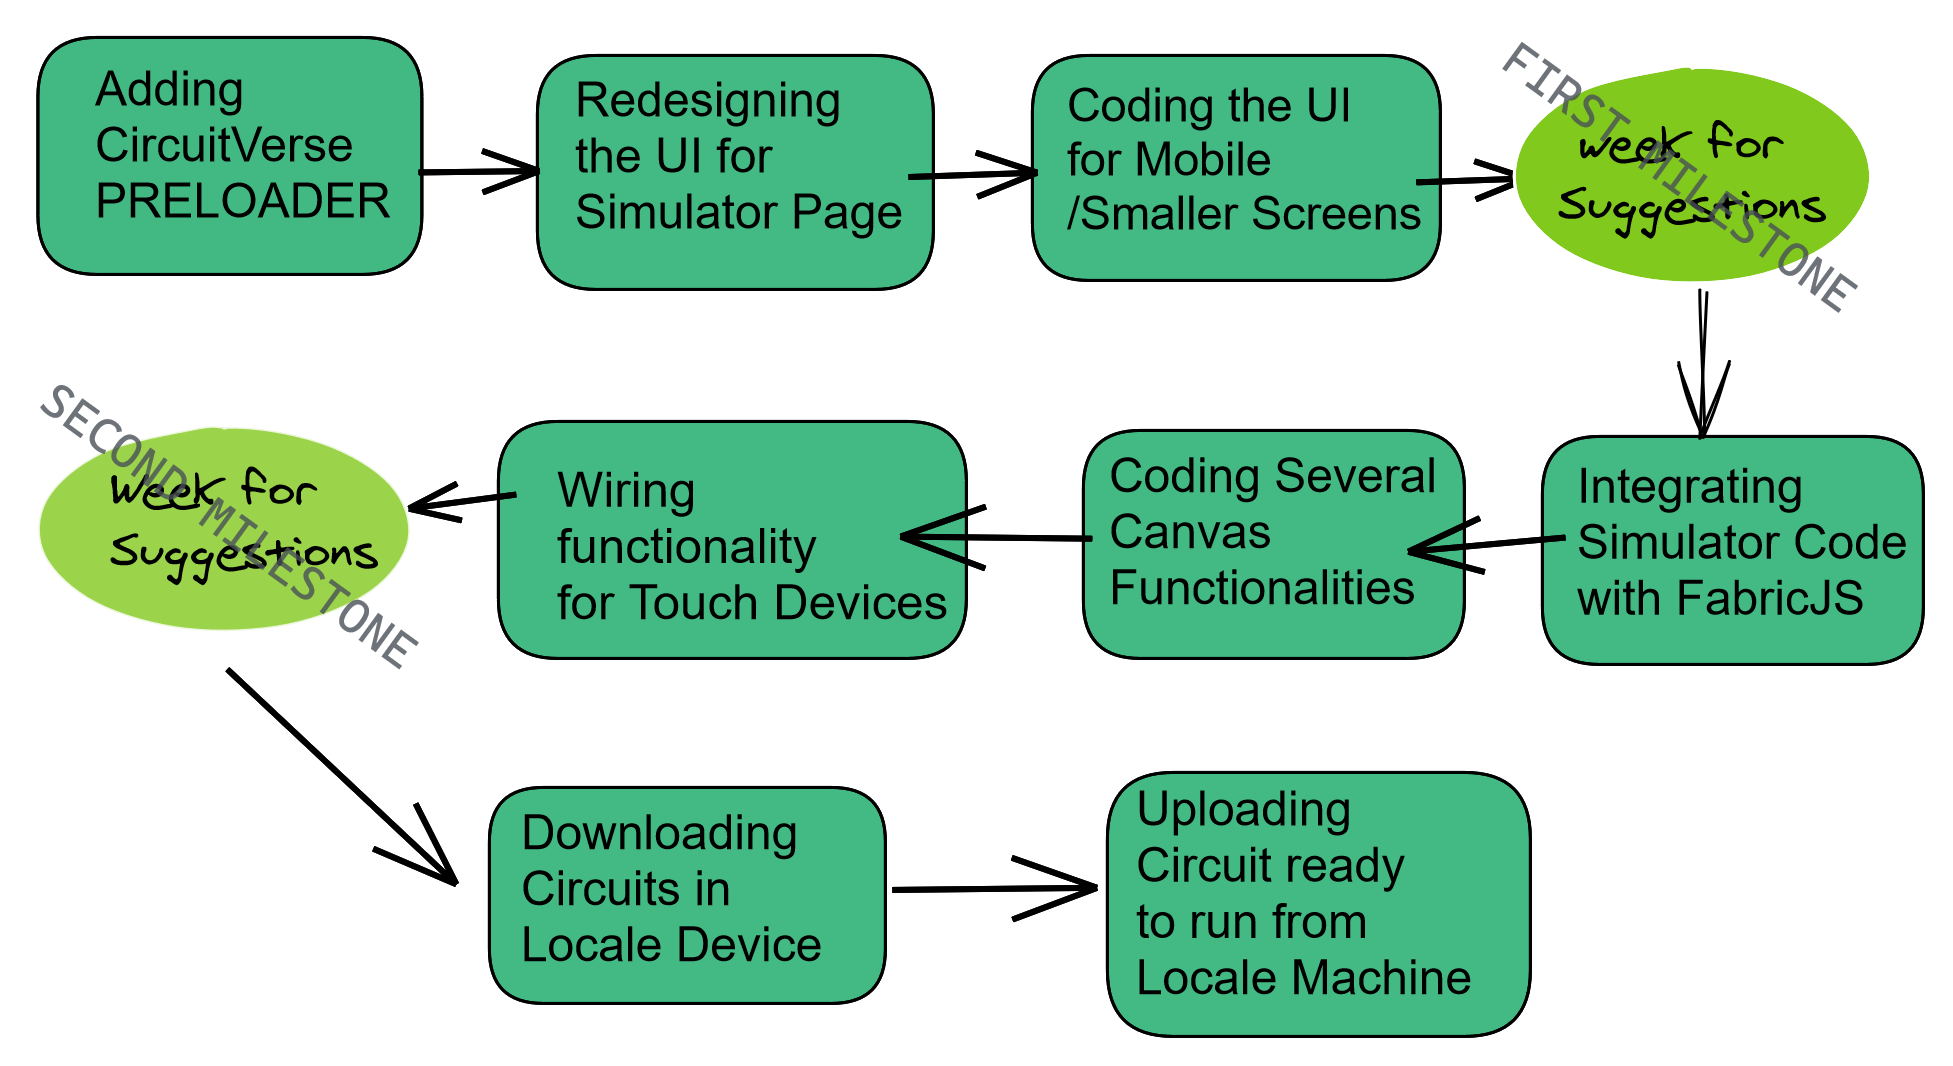 Adding
CircuitVerse
PRELOADER
Redesigning
the UI for
Simulator Page
Coding the UI
for Mobile
/Smaller Screens
FIRST MILESTONE
Week for
Suggestions
Integrating
Simulator Code
with FabricJS
Coding Several
Canvas
Functionalities
Wiring
functionality
for Touch Devices
SECOND MILESTONE
Week for
Suggestions
Downloading
Circuits in
Locale Device
Uploading
Circuit ready
to run from
Locale Machine